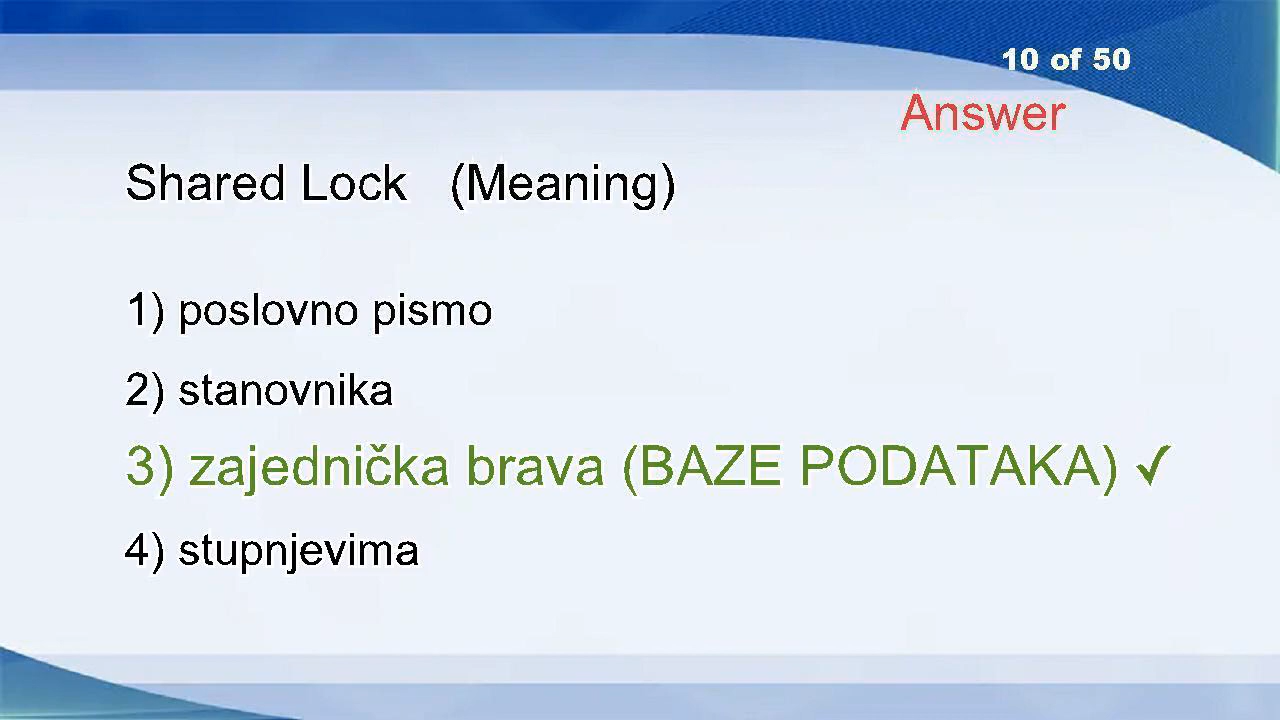 10 of 50
Answer
Shared Lock (Meaning)
1) poslovno pismo
2) stanovnika
3) zajednička brava (BAZE PODATAKA) ✓
4) stupnjevima